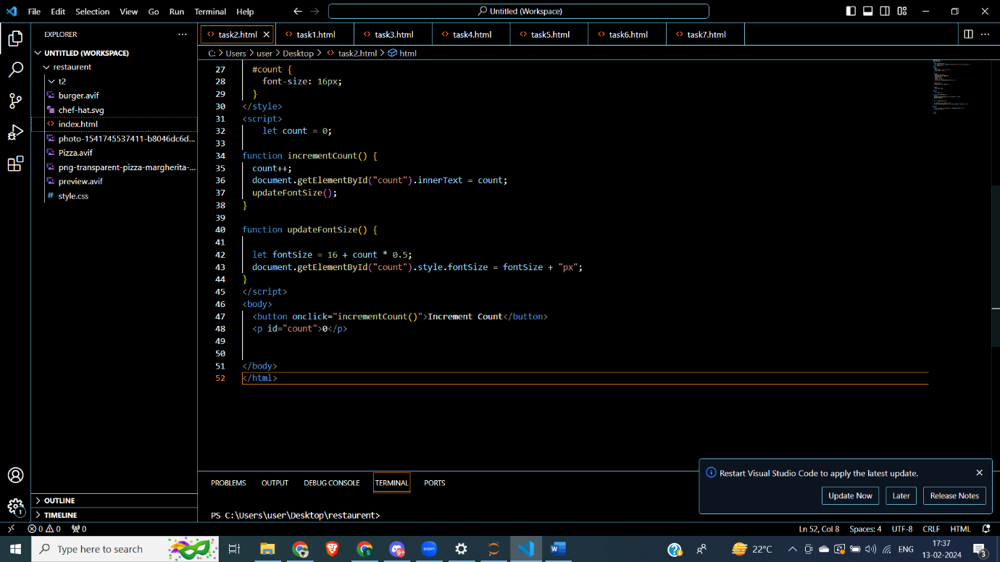 File Edit Selection View Go Run Terminal Help
Untitled (Workspace)
EXPLORER
UNTITLED (WORKSPACE)
restaurent
t2
burger.avif
chef-hat.svg
index.html
photo-1541745537411-b8046dc6d...
Pizza.avif
png-transparent-pizza-margherita-...
preview.avif
# style.css
OUTLINE
TIMELINE
task2.html task1.html task3.html task4.html task5.html task6.html task7.html
C: > Users > user > Desktop > task2.html > html
27 #count {
28 font-size: 16px;
29 }
30 </style>
31 <script>
32 let count = 0;
33
34 function incrementCount() {
35 count++;
36 document.getElementById("count").innerText = count;
37 updateFontSize();
38 }
39
40 function updateFontSize() {
41
42 let fontSize = 16 + count * 0.5;
43 document.getElementById("count").style.fontSize = fontSize + "px";
44 }
45 </script>
46 <body>
47 <button onclick="incrementCount()">Increment Count</button>
48 <p id="count">0</p>
49
50
51 </body>
52 </html>
PROBLEMS OUTPUT DEBUG CONSOLE TERMINAL PORTS
PS C:\Users\user\Desktop\restaurent>
Restart Visual Studio Code to apply the latest update.
Update Now Later Release Notes
1
0 0 0
Ln 52, Col 8 Spaces: 4 UTF-8 CRLF HTML
Type here to search
9+
zoom
22°C
ENG
17:37
13-02-2024
3